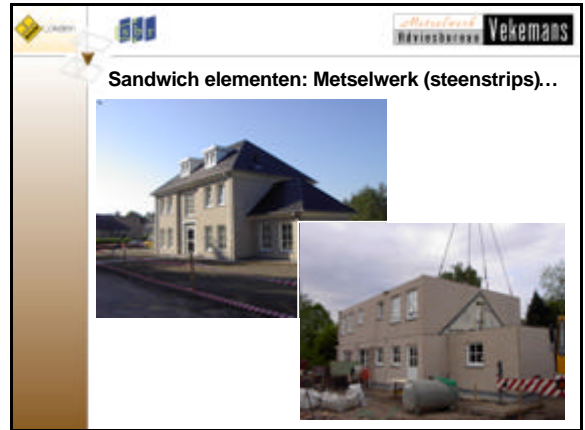 Metselwerk
Adviesbureau Vekemans
Sandwich elementen: Metselwerk (steenstrips)…